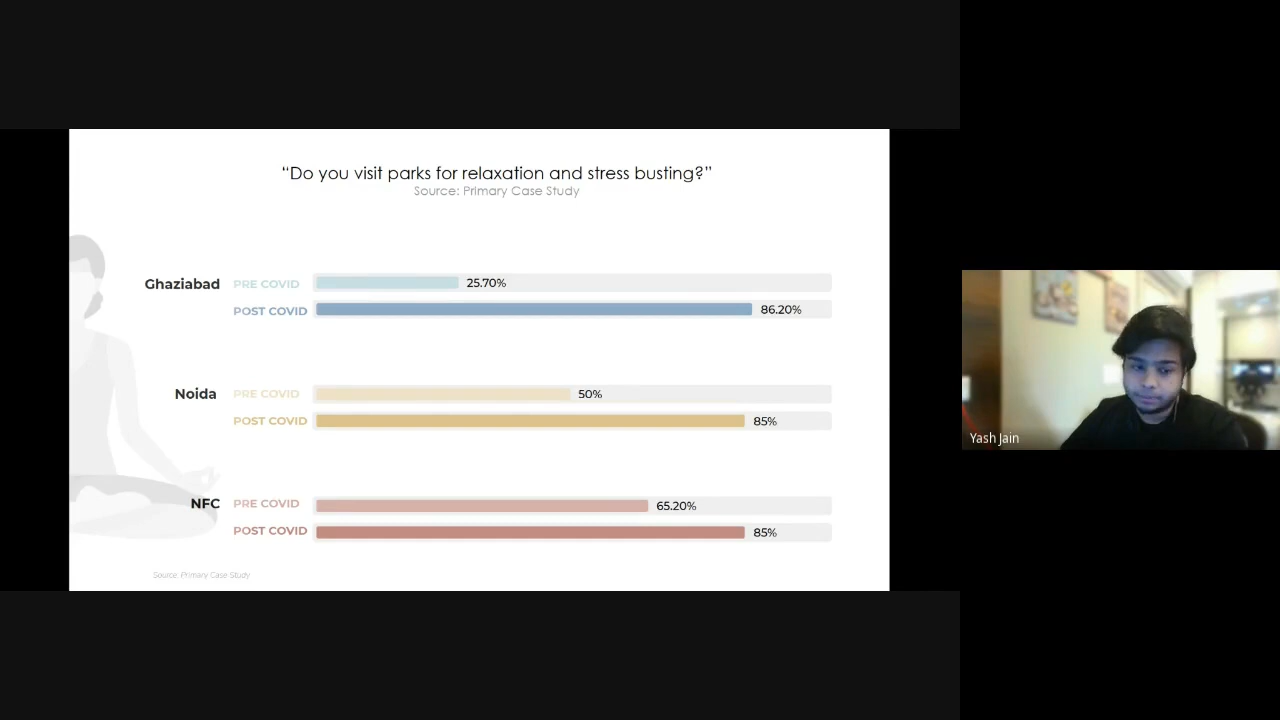 “Do you visit parks for relaxation and stress busting?”
Source: Primary Case Study
Ghaziabad PRE COVID 25.70%
POST COVID 86.20%
Noida PRE COVID 50%
POST COVID 85%
NFC PRE COVID 65.20%
POST COVID 85%
Source: Primary Case Study
Yash Jain